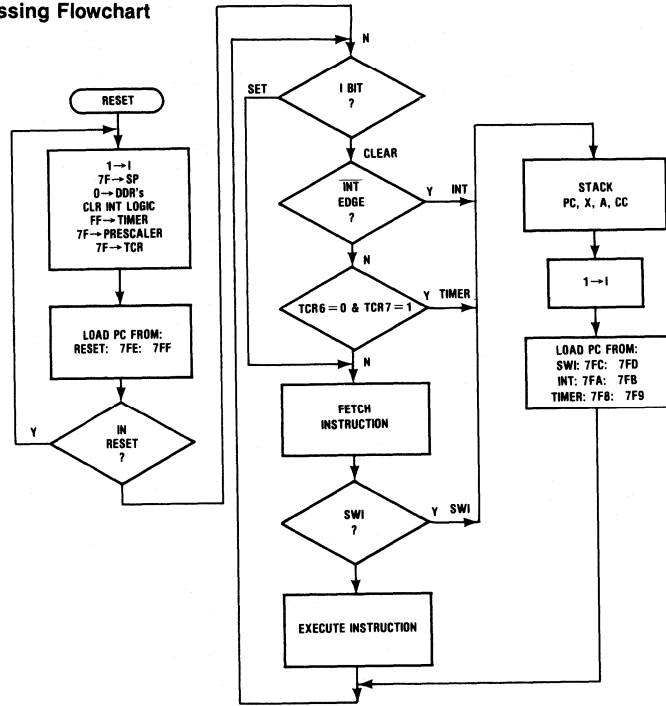 ssing Flowchart
RESET
1→I
7F→SP
0→DDR's
CLR INT LOGIC
FF→TIMER
7F→PRESCALER
7F→TCR
LOAD PC FROM:
RESET: 7FE: 7FF
Y
IN
RESET
?
N
SET
I BIT
?
CLEAR
INT
EDGE
?
Y INT
N
TCR6=0 & TCR7=1
Y TIMER
N
FETCH
INSTRUCTION
SWI
?
Y SWI
EXECUTE INSTRUCTION
STACK
PC, X, A, CC
1→I
LOAD PC FROM:
SWI: 7FC: 7FD
INT: 7FA: 7FB
TIMER: 7F8: 7F9